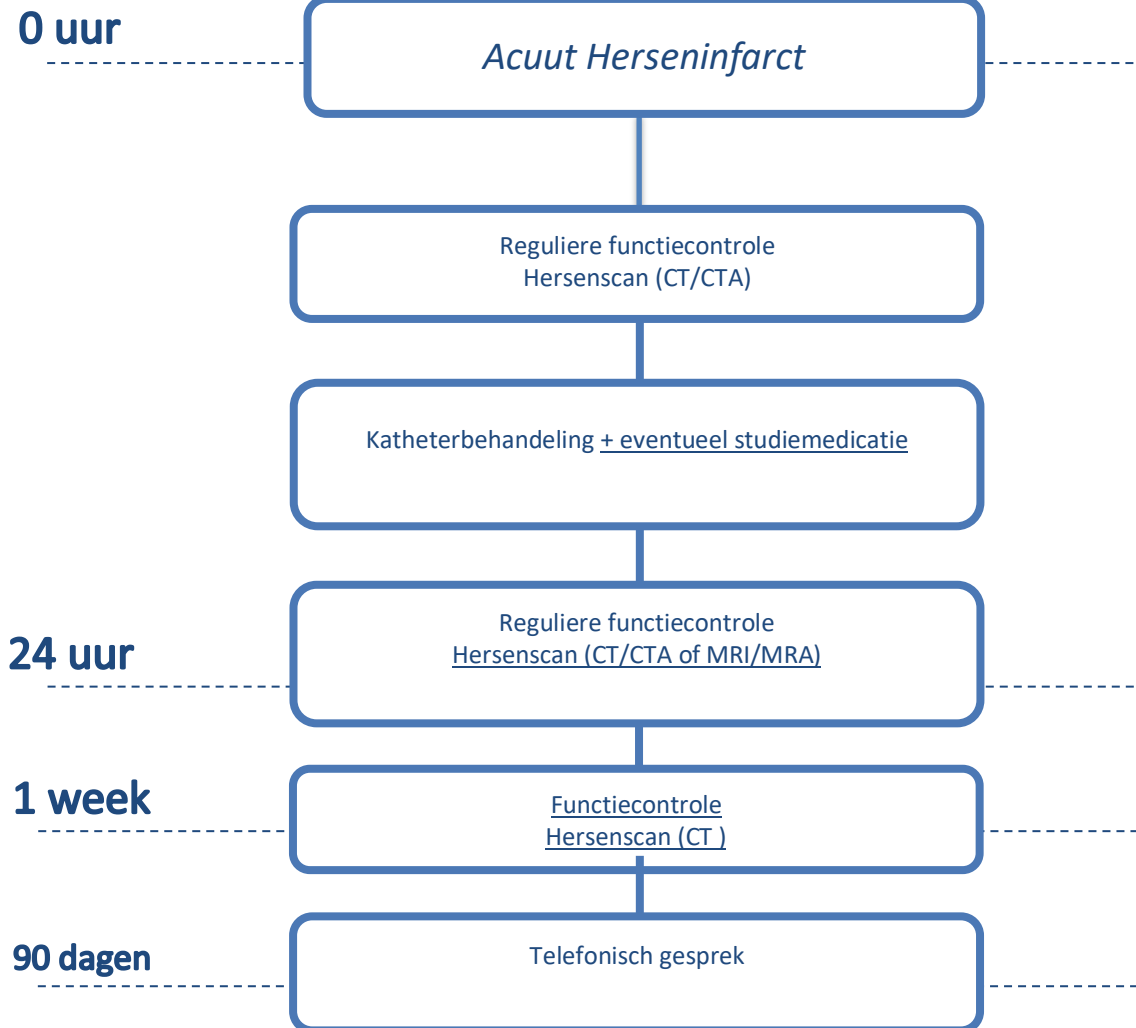 0 uur
Acuut Herseninfarct
Reguliere functiecontrole
Hersenscan (CT/CTA)
Katheterbehandeling + eventueel studiemedicatie
24 uur
Reguliere functiecontrole
Hersenscan (CT/CTA of MRI/MRA)
1 week
Functiecontrole
Hersenscan (CT )
90 dagen
Telefonisch gesprek